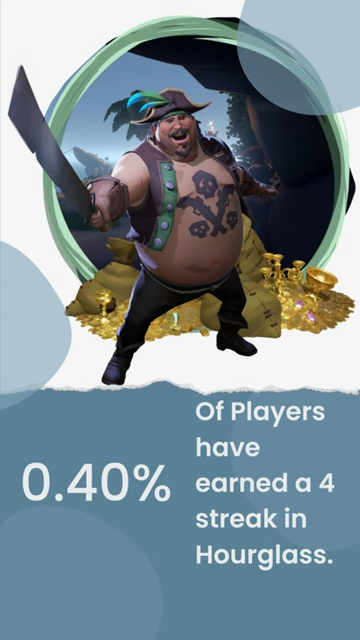 0.40%
Of Players
have
earned a 4
streak in
Hourglass.